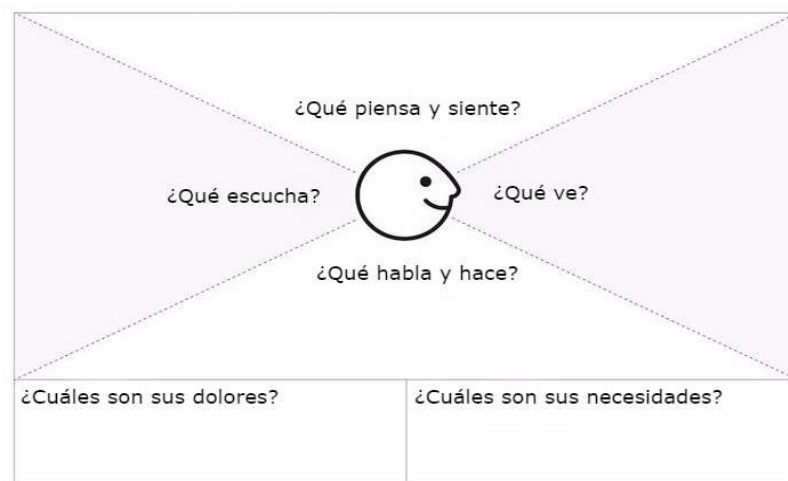 ¿Qué piensa y siente?
¿Qué escucha?
¿Qué ve?
¿Qué habla y hace?
¿Cuáles son sus dolores?
¿Cuáles son sus necesidades?